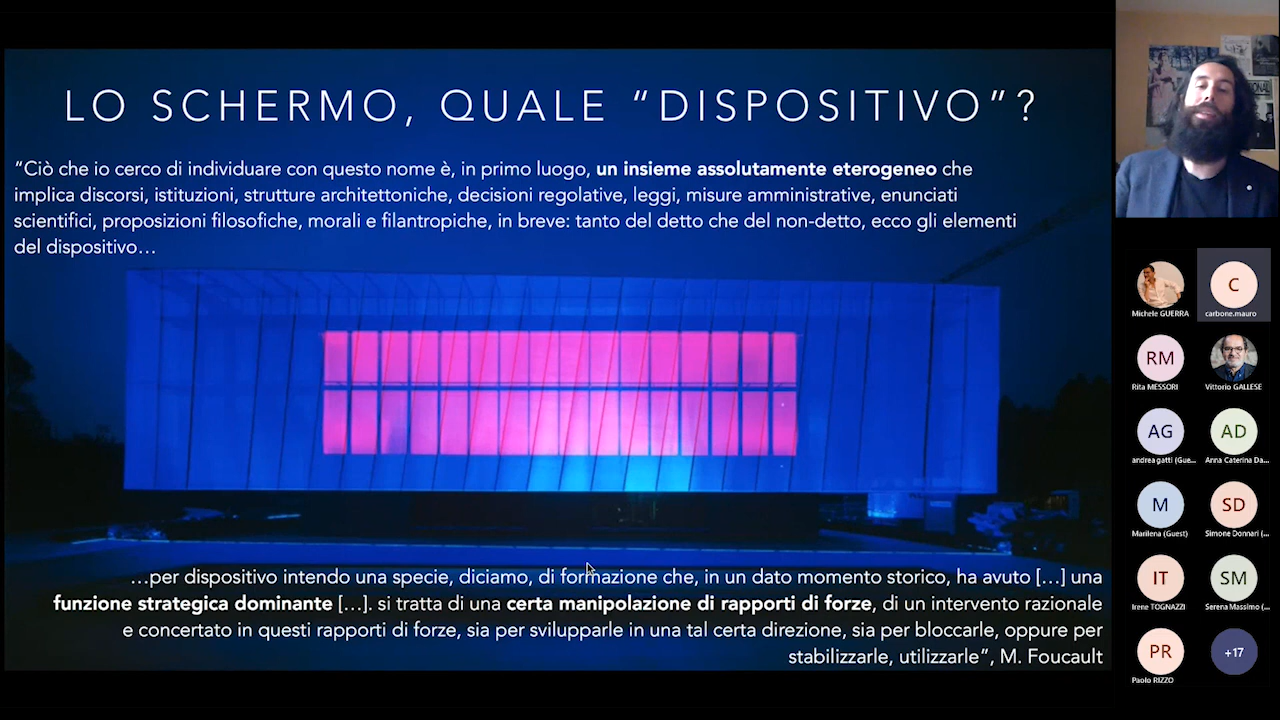 LO SCHERMO, QUALE “DISPOSITIVO”?
“Ciò che io cerco di individuare con questo nome è, in primo luogo, un insieme assolutamente eterogeneo che
implica discorsi, istituzioni, strutture architettoniche, decisioni regolative, leggi, misure amministrative, enunciati
scientifici, proposizioni filosofiche, morali e filantropiche, in breve: tanto del detto che del non-detto, ecco gli elementi
del dispositivo…
…per dispositivo intendo una specie, diciamo, di formazione che, in un dato momento storico, ha avuto […] una
funzione strategica dominante […]. si tratta di una certa manipolazione di rapporti di forze, di un intervento razionale
e concertato in questi rapporti di forze, sia per svilupparle in una tal certa direzione, sia per bloccarle, oppure per
stabilizzarle, utilizzarle”, M. Foucault
Michele GUERRA
C
carbone.mauro
RM
Rita MESSORI
Vittorio GALLESE
AG
andrea gatti (Gue...
AD
Anna Caterina Da...
M
Marilena (Guest)
SD
Simone Donnari (...
IT
Irene TOGNAZZI
SM
Serena Massimo (...
PR
Paolo RIZZO
+17